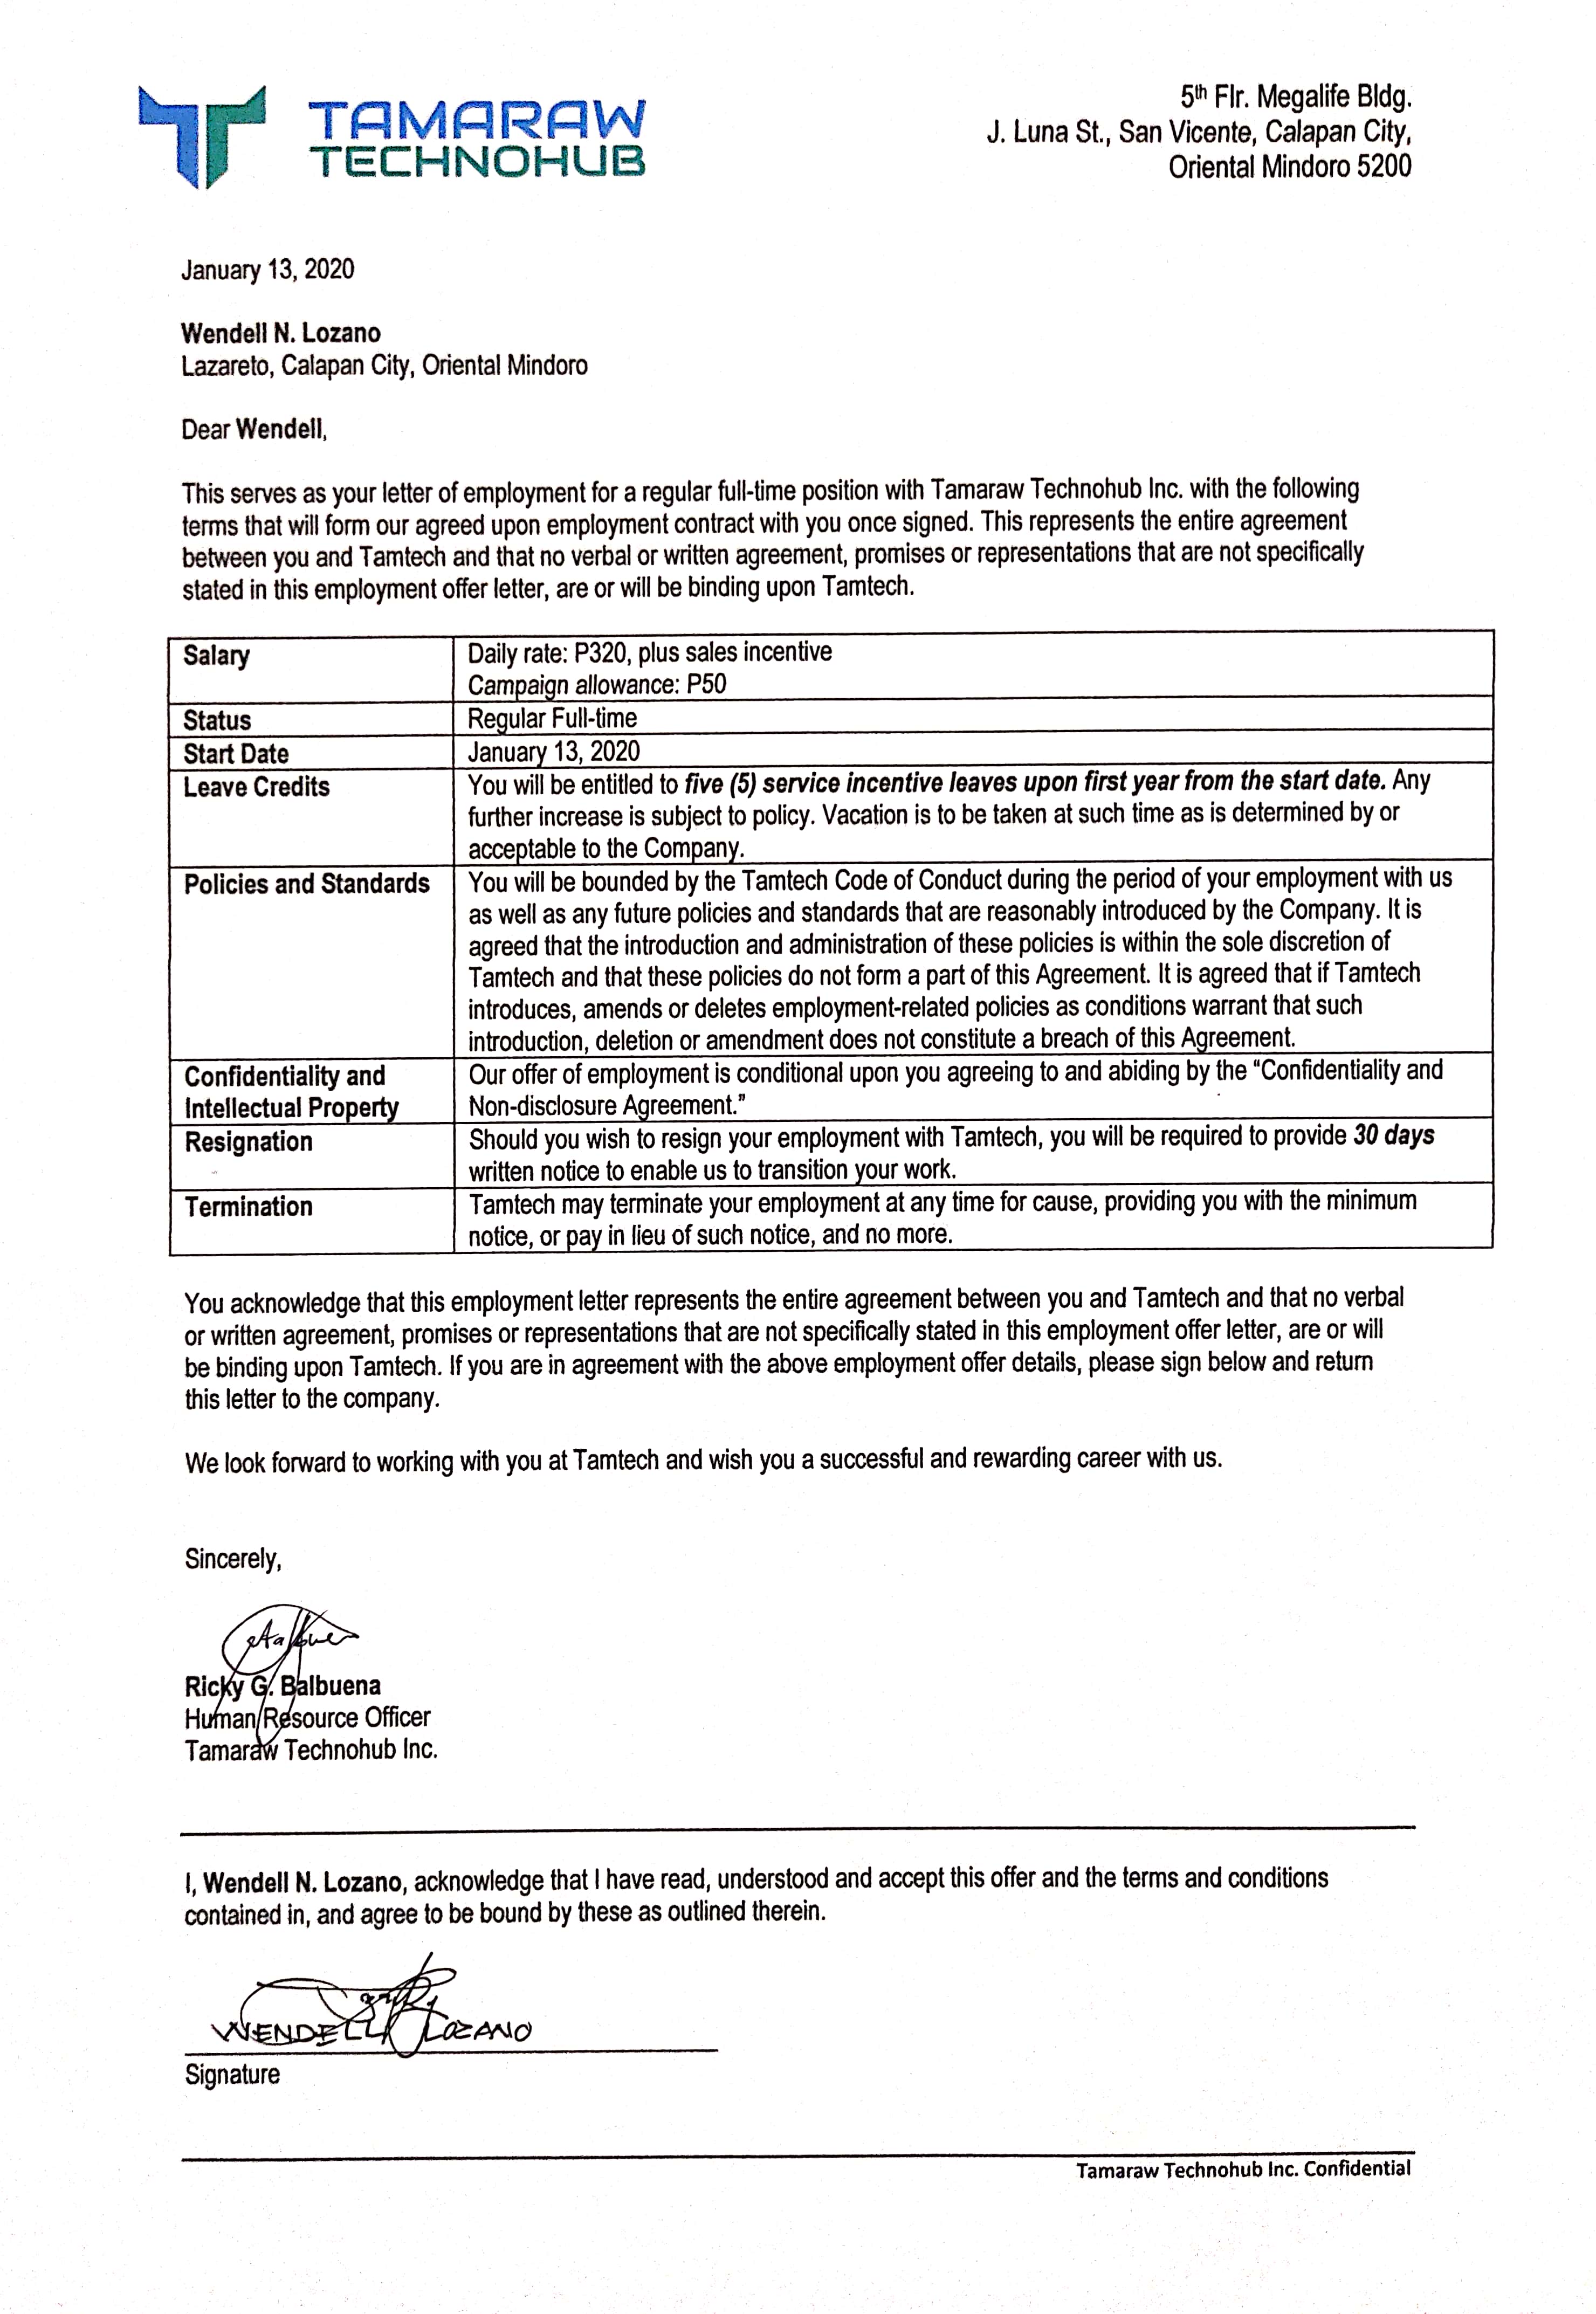 TAMARAW
TECHNOHUB
5th Flr. Megalife Bldg.
J. Luna St., San Vicente, Calapan City,
Oriental Mindoro 5200
January 13, 2020
Wendell N. Lozano
Lazareto, Calapan City, Oriental Mindoro
Dear Wendell,
This serves as your letter of employment for a regular full-time position with Tamaraw Technohub Inc. with the following
terms that will form our agreed upon employment contract with you once signed. This represents the entire agreement
between you and Tamtech and that no verbal or written agreement, promises or representations that are not specifically
stated in this employment offer letter, are or will be binding upon Tamtech.
Salary
Daily rate: P320, plus sales incentive
Campaign allowance: P50
Status
Regular Full-time
Start Date
January 13, 2020
Leave Credits
You will be entitled to five (5) service incentive leaves upon first year from the start date. Any
further increase is subject to policy. Vacation is to be taken at such time as is determined by or
acceptable to the Company.
Policies and Standards
You will be bounded by the Tamtech Code of Conduct during the period of your employment with us
as well as any future policies and standards that are reasonably introduced by the Company. It is
agreed that the introduction and administration of these policies is within the sole discretion of
Tamtech and that these policies do not form a part of this Agreement. It is agreed that if Tamtech
introduces, amends or deletes employment-related policies as conditions warrant that such
introduction, deletion or amendment does not constitute a breach of this Agreement.
Confidentiality and
Intellectual Property
Our offer of employment is conditional upon you agreeing to and abiding by the “Confidentiality and
Non-disclosure Agreement.”
Resignation
Should you wish to resign your employment with Tamtech, you will be required to provide 30 days
written notice to enable us to transition your work.
Termination
Tamtech may terminate your employment at any time for cause, providing you with the minimum
notice, or pay in lieu of such notice, and no more.
You acknowledge that this employment letter represents the entire agreement between you and Tamtech and that no verbal
or written agreement, promises or representations that are not specifically stated in this employment offer letter, are or will
be binding upon Tamtech. If you are in agreement with the above employment offer details, please sign below and return
this letter to the company.
We look forward to working with you at Tamtech and wish you a successful and rewarding career with us.
Sincerely,
Ricky G. Balbuena
Human Resource Officer
Tamaraw Technohub Inc.
I, Wendell N. Lozano, acknowledge that I have read, understood and accept this offer and the terms and conditions
contained in, and agree to be bound by these as outlined therein.
WENDELL LOZANO
Signature
Tamaraw Technohub Inc. Confidential